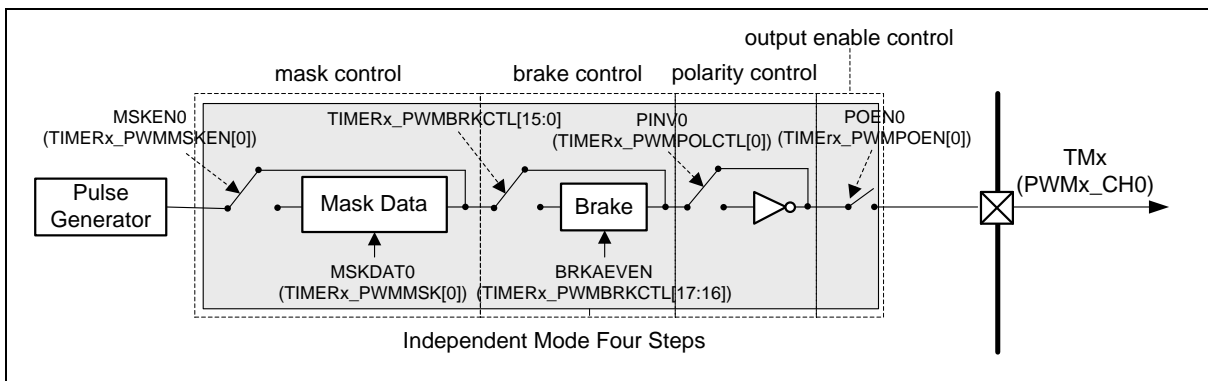 output enable control
mask control
brake control
polarity control
MSKEN0
(TIMERx_PWMMSKEN[0])
TIMERx_PWMBRKCTL[15:0]
PINV0
(TIMERx_PWMPOLCTL[0])
POEN0
(TIMErx_PWMPOEN[0])
TMx
(PWMx_CH0)
Pulse
Generator
Mask Data
Brake
MSKDAT0
(TIMERx_PWMMSK[0])
BRKAEVEN
(TIMERx_PWMBRKCTL[17:16])
Independent Mode Four Steps